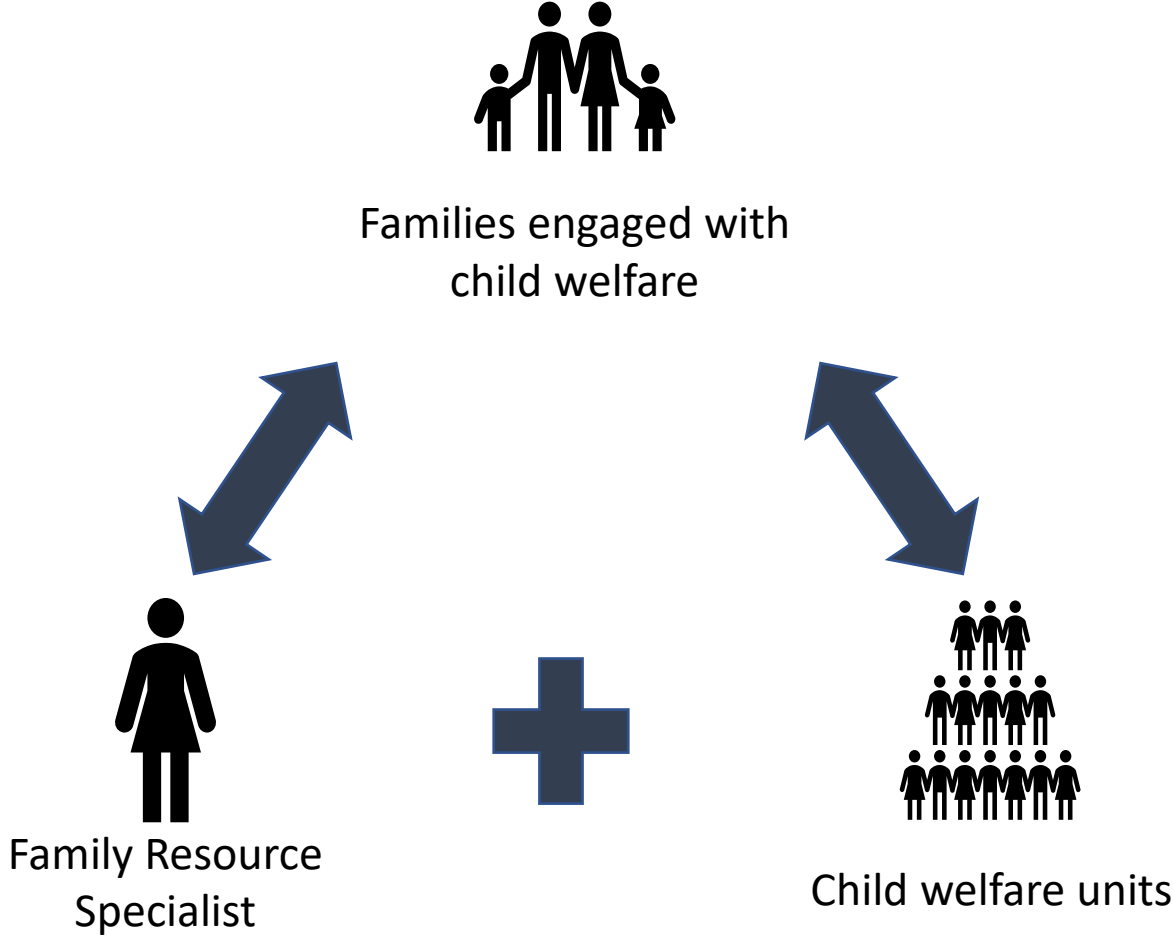 Families engaged with
child welfare
Family Resource
Specialist
Child welfare units